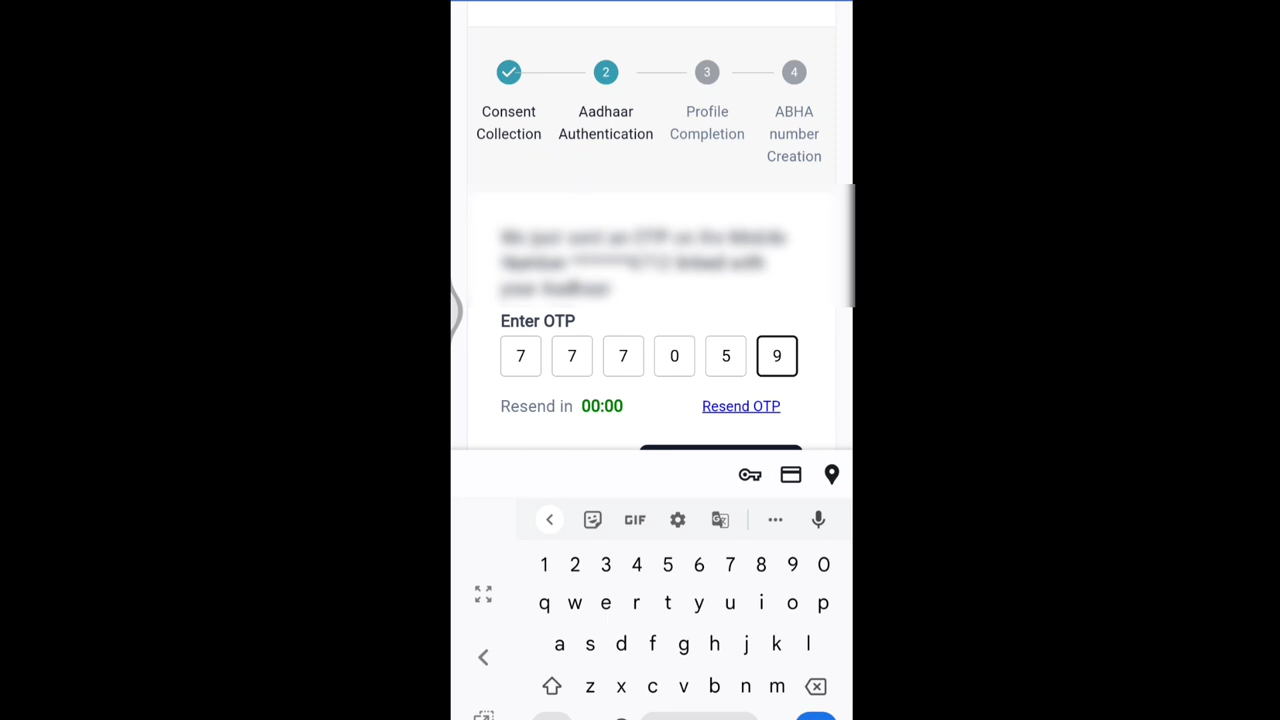 2 3 4
Consent Collection
Aadhaar Authentication
Profile Completion
ABHA number Creation
Enter OTP
7 7 7 0 5 9
Resend in 00:00 Resend OTP
GIF
1 2 3 4 5 6 7 8 9 0
q w e r t y u i o p
a s d f g h j k l
z x c v b n m